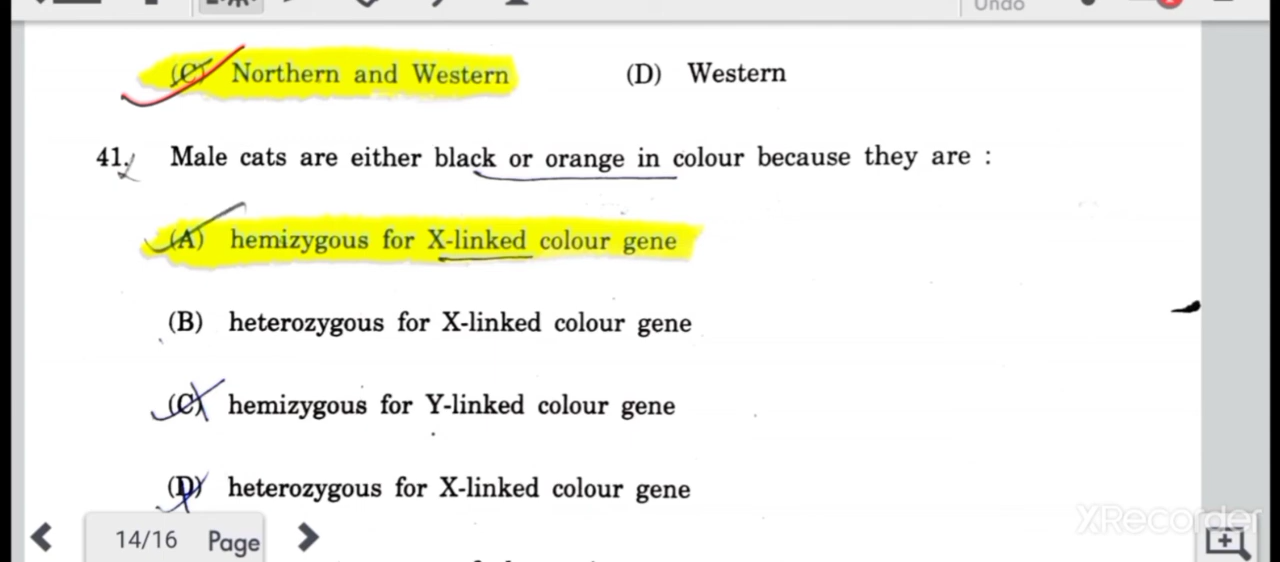 Undo
(C) Northern and Western (D) Western
41. Male cats are either black or orange in colour because they are :
(A) hemizygous for X-linked colour gene
(B) heterozygous for X-linked colour gene
(C) hemizygous for Y-linked colour gene
(D) heterozygous for X-linked colour gene
XRecorder
14/16 Page